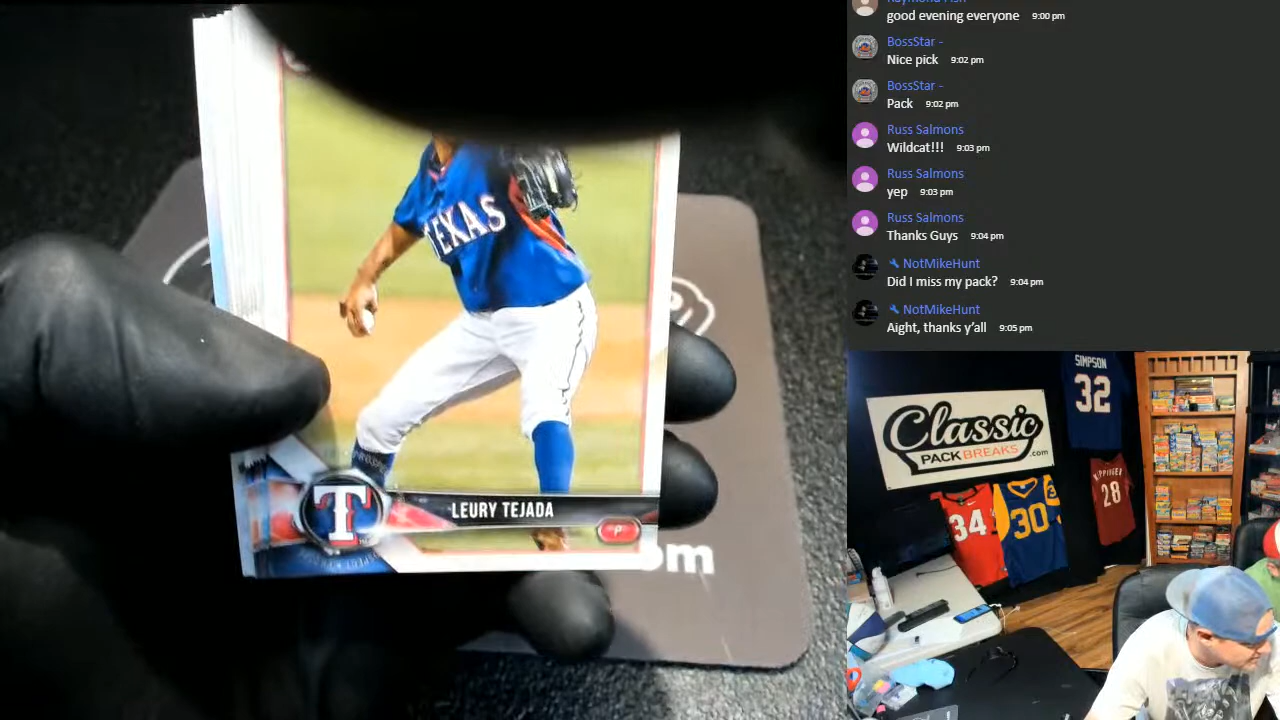 TEXAS
T
LEURY TEJADA
P
om
good evening everyone 9:00 pm
BossStar -
Nice pick 9:02 pm
BossStar -
Pack 9:02 pm
Russ Salmons
Wildcat!!! 9:03 pm
Russ Salmons
yep 9:03 pm
Russ Salmons
Thanks Guys 9:04 pm
NotMikeHunt
Did I miss my pack? 9:04 pm
NotMikeHunt
Aight, thanks y'all 9:05 pm
SIMPSON
32
Classic
PACKBREAKS.com
34
30
28